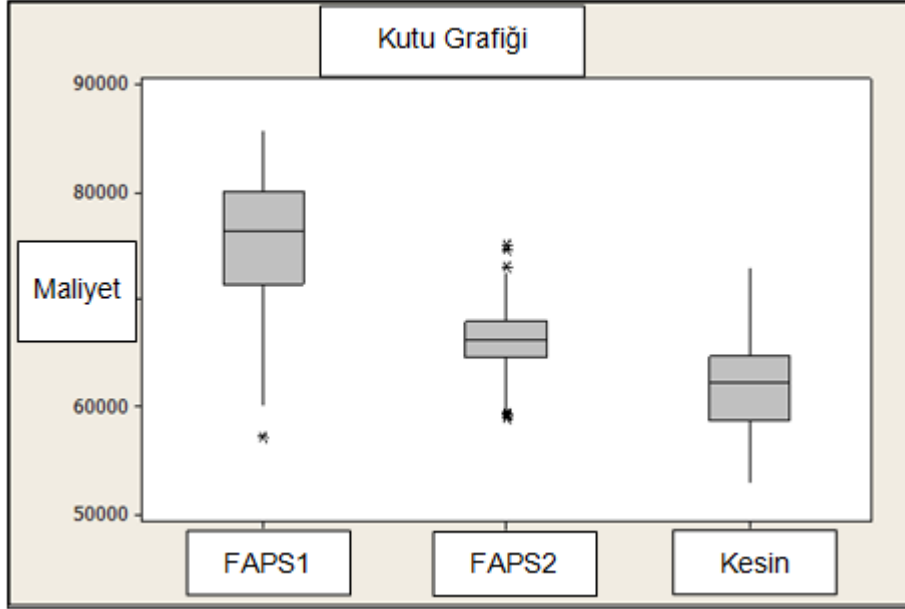 Kutu Grafiği
90000
80000
Maliyet
60000
50000
FAPS1
FAPS2
Kesin